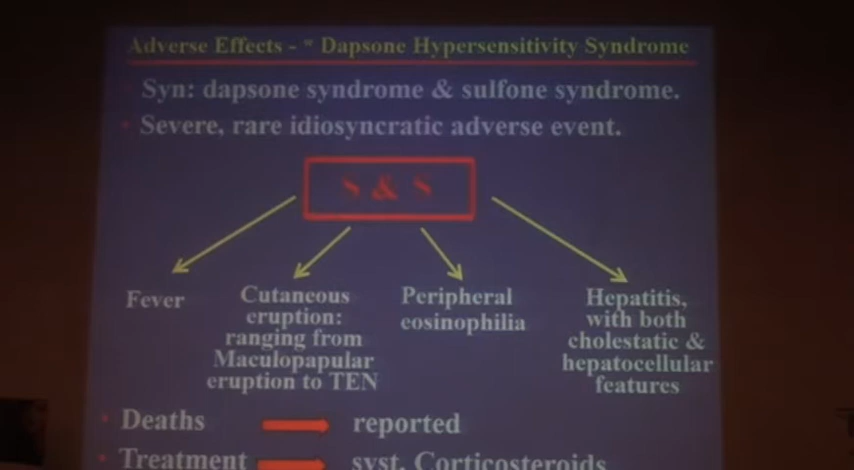 Adverse Effects - " Dapsone Hypersensitivity Syndrome
Syn: dapsone syndrome & sulfone syndrome.
Severe, rare idiosyncratic adverse event.
S & S
Fever
Cutaneous
eruption:
ranging from
Maculopapular
eruption to TEN
Peripheral
eosinophilia
Hepatitis,
with both
cholestatic &
hepatocellular
features
Deaths reported
Treatment syst. Corticosteroids